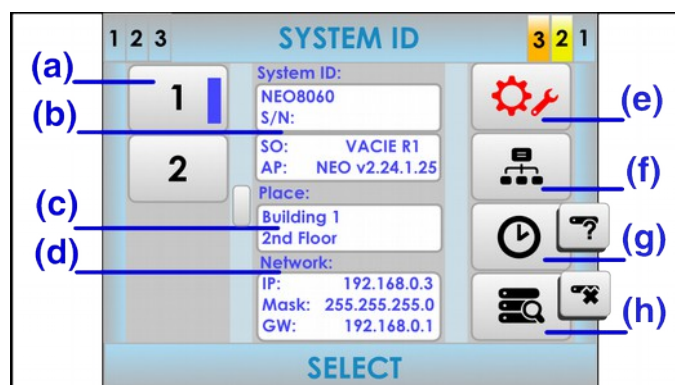 1 2 3
SYSTEM ID
3 2 1
(a)
1
(b)
2
(c)
(d)
System ID:
NEO8060
S/N:
SO: VACIE R1
AP: NEO v2.24.1.25
Place:
Building 1
2nd Floor
Network:
IP: 192.168.0.3
Mask: 255.255.255.0
GW: 192.168.0.1
(e)
(f)
?
(g)
(h)
SELECT